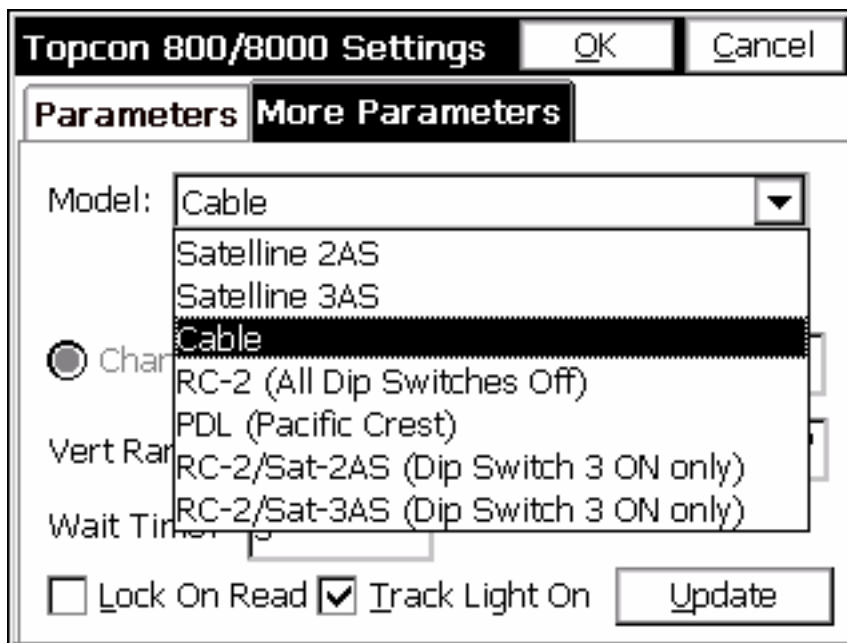 Topcon 800/8000 Settings OK Cancel
Parameters More Parameters
Model: Cable
Satelline 2AS
Satelline 3AS
Cable
RC-2 (All Dip Switches Off)
PDL (Pacific Crest)
Vert
RC-2/Sat-2AS (Dip Switch 3 ON only)
RC-2/Sat-3AS (Dip Switch 3 ON only)
Wait
Lock On Read Track Light On Update